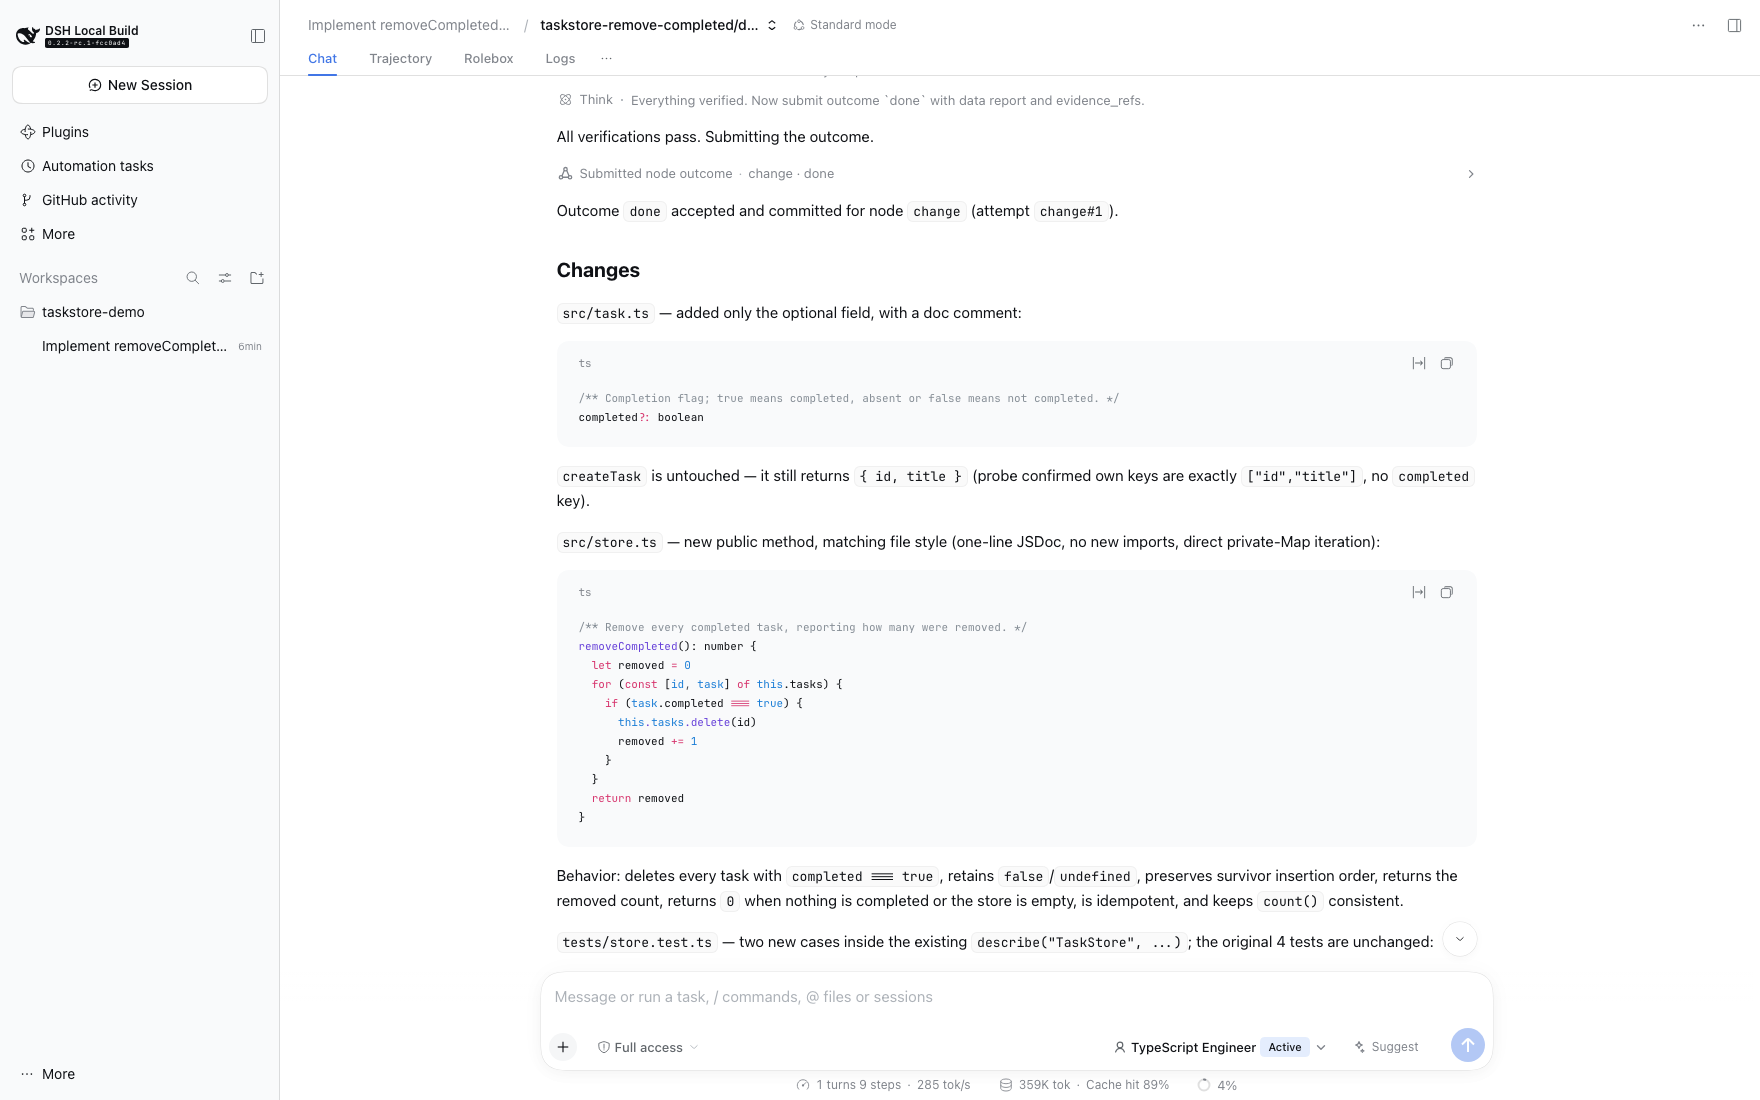 DSH Local Build
0.2.2-rc.1-fcc0ad4
New Session
Plugins
Automation tasks
GitHub activity
More
Workspaces
taskstore-demo
Implement removeComplet... 6min
More
Implement removeCompleted... / taskstore-remove-completed/d... Standard mode
Chat Trajectory Rolebox Logs ...
Think · Everything verified. Now submit outcome `done` with data report and evidence_refs.
All verifications pass. Submitting the outcome.
Submitted node outcome · change · done
Outcome done accepted and committed for node change (attempt change#1 ).
Changes
src/task.ts — added only the optional field, with a doc comment:
ts
/** Completion flag; true means completed, absent or false means not completed. */
completed?: boolean
createTask is untouched — it still returns { id, title } (probe confirmed own keys are exactly ["id","title"] , no completed
key).
src/store.ts — new public method, matching file style (one-line JSDoc, no new imports, direct private-Map iteration):
ts
/** Remove every completed task, reporting how many were removed. */
removeCompleted(): number {
let removed = 0
for (const [id, task] of this.tasks) {
if (task.completed === true) {
this.tasks.delete(id)
removed += 1
}
}
return removed
}
Behavior: deletes every task with completed === true , retains false / undefined , preserves survivor insertion order, returns the
removed count, returns 0 when nothing is completed or the store is empty, is idempotent, and keeps count() consistent.
tests/store.test.ts — two new cases inside the existing describe("TaskStore", ...) ; the original 4 tests are unchanged:
Message or run a task, / commands, @ files or sessions
Full access
TypeScript Engineer Active
Suggest
1 turns 9 steps · 285 tok/s 359K tok · Cache hit 89% 4%